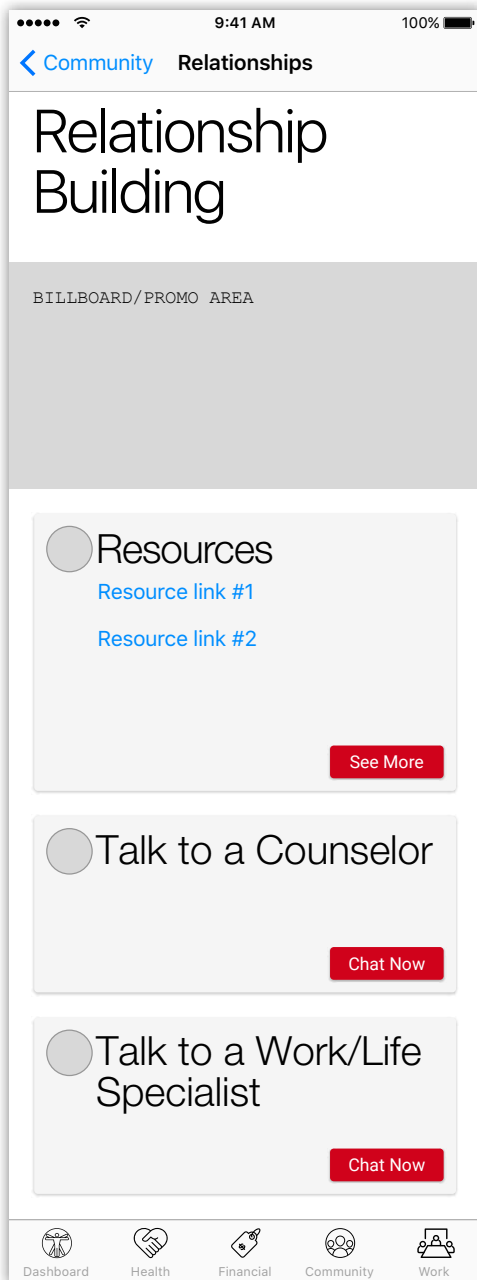 9:41 AM 100%
Community Relationships
Relationship
Building
BILLBOARD/PROMO AREA
Resources
Resource link #1
Resource link #2
See More
Talk to a Counselor
Chat Now
Talk to a Work/Life
Specialist
Chat Now
Dashboard Health Financial Community Work